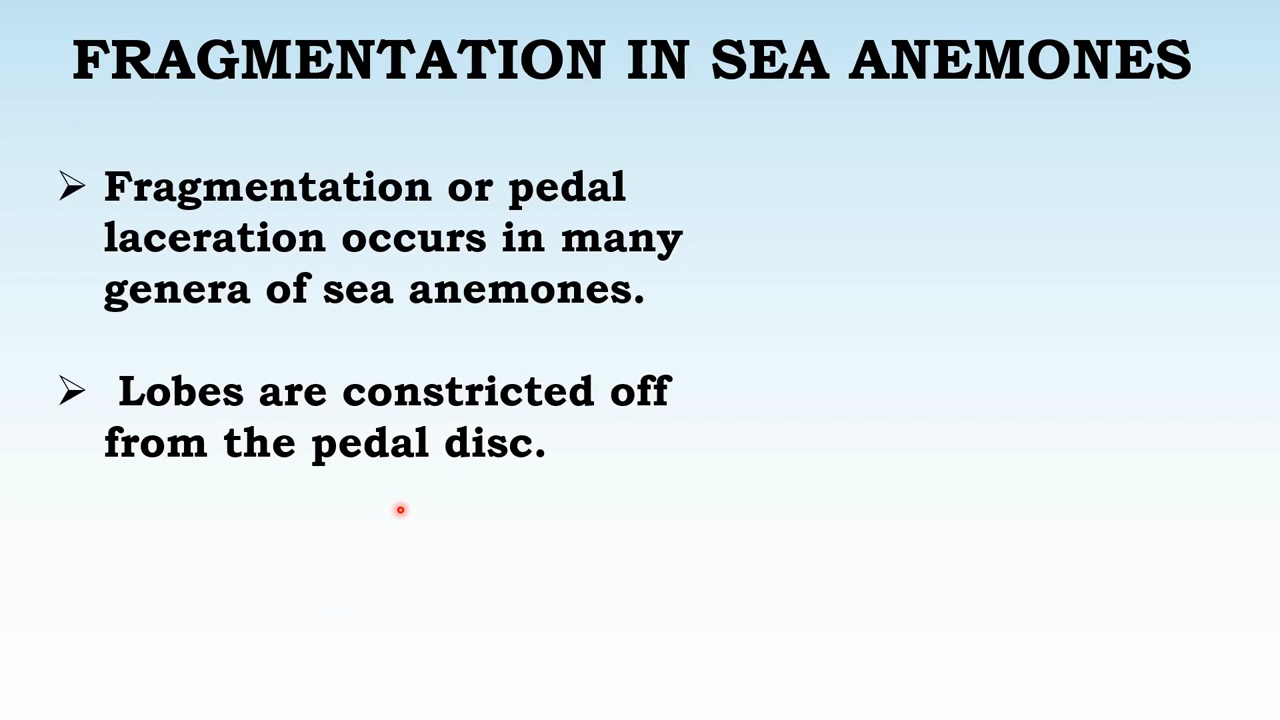 FRAGMENTATION IN SEA ANEMONES
➢ Fragmentation or pedal
laceration occurs in many
genera of sea anemones.
➢ Lobes are constricted off
from the pedal disc.